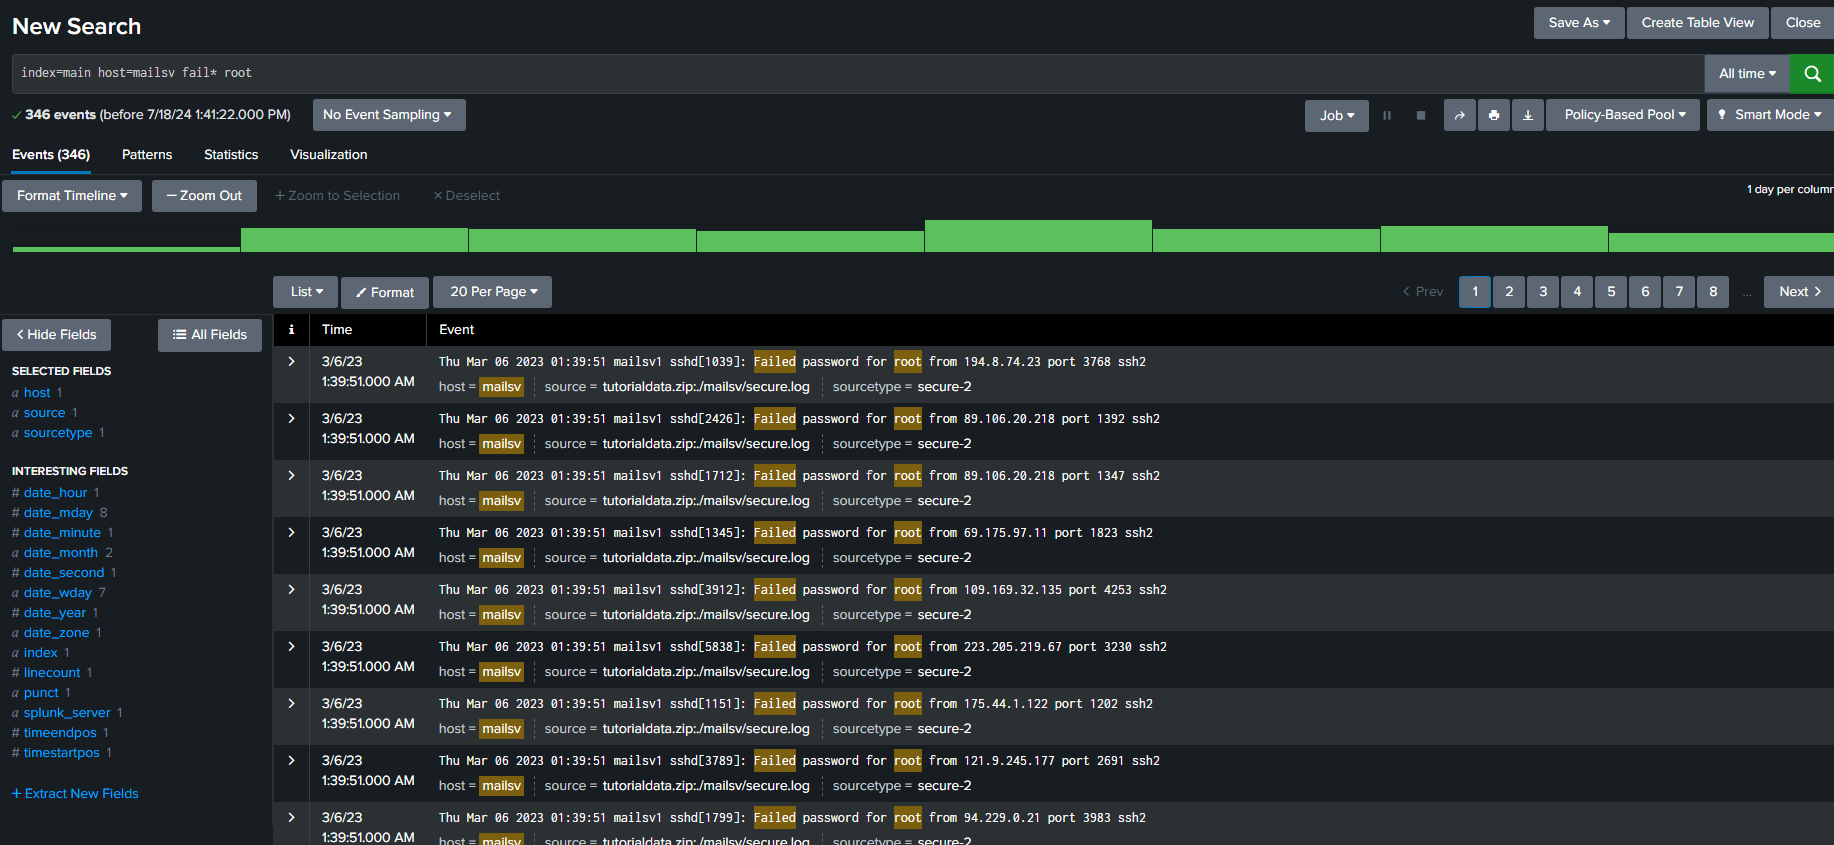 New Search
Save As
Create Table View
Close
index=main host=mailsv fail* root
All time
346 events (before 7/18/24 1:41:22.000 PM)
No Event Sampling
Job
Policy-Based Pool
Smart Mode
Events (346)
Patterns
Statistics
Visualization
Format Timeline
— Zoom Out
+ Zoom to Selection
× Deselect
1 day per column
List
Format
20 Per Page
< Prev
1
2
3
4
5
6
7
8
...
Next >
< Hide Fields
All Fields
SELECTED FIELDS
a host 1
a source 1
a sourcetype 1
INTERESTING FIELDS
# date_hour 1
# date_mday 8
# date_minute 1
a date_month 2
# date_second 1
a date_wday 7
# date_year 1
a date_zone 1
a index 1
# linecount 1
a punct 1
a splunk_server 1
# timeendpos 1
# timestartpos 1
+ Extract New Fields
i Time Event
> 3/6/23 1:39:51.000 AM
Thu Mar 06 2023 01:39:51 mailsv1 sshd[1039]: Failed password for root from 194.8.74.23 port 3768 ssh2
host = mailsv source = tutorialdata.zip:./mailsv/secure.log sourcetype = secure-2
> 3/6/23 1:39:51.000 AM
Thu Mar 06 2023 01:39:51 mailsv1 sshd[2426]: Failed password for root from 89.106.20.218 port 1392 ssh2
host = mailsv source = tutorialdata.zip:./mailsv/secure.log sourcetype = secure-2
> 3/6/23 1:39:51.000 AM
Thu Mar 06 2023 01:39:51 mailsv1 sshd[1712]: Failed password for root from 89.106.20.218 port 1347 ssh2
host = mailsv source = tutorialdata.zip:./mailsv/secure.log sourcetype = secure-2
> 3/6/23 1:39:51.000 AM
Thu Mar 06 2023 01:39:51 mailsv1 sshd[1345]: Failed password for root from 69.175.97.11 port 1823 ssh2
host = mailsv source = tutorialdata.zip:./mailsv/secure.log sourcetype = secure-2
> 3/6/23 1:39:51.000 AM
Thu Mar 06 2023 01:39:51 mailsv1 sshd[3912]: Failed password for root from 109.169.32.135 port 4253 ssh2
host = mailsv source = tutorialdata.zip:./mailsv/secure.log sourcetype = secure-2
> 3/6/23 1:39:51.000 AM
Thu Mar 06 2023 01:39:51 mailsv1 sshd[5838]: Failed password for root from 223.205.219.67 port 3230 ssh2
host = mailsv source = tutorialdata.zip:./mailsv/secure.log sourcetype = secure-2
> 3/6/23 1:39:51.000 AM
Thu Mar 06 2023 01:39:51 mailsv1 sshd[1151]: Failed password for root from 175.44.1.122 port 1202 ssh2
host = mailsv source = tutorialdata.zip:./mailsv/secure.log sourcetype = secure-2
> 3/6/23 1:39:51.000 AM
Thu Mar 06 2023 01:39:51 mailsv1 sshd[3789]: Failed password for root from 121.9.245.177 port 2691 ssh2
host = mailsv source = tutorialdata.zip:./mailsv/secure.log sourcetype = secure-2
> 3/6/23 1:39:51.000 AM
Thu Mar 06 2023 01:39:51 mailsv1 sshd[1799]: Failed password for root from 94.229.0.21 port 3983 ssh2
host = mailsv source = tutorialdata.zip:./mailsv/secure.log sourcetype = secure-2